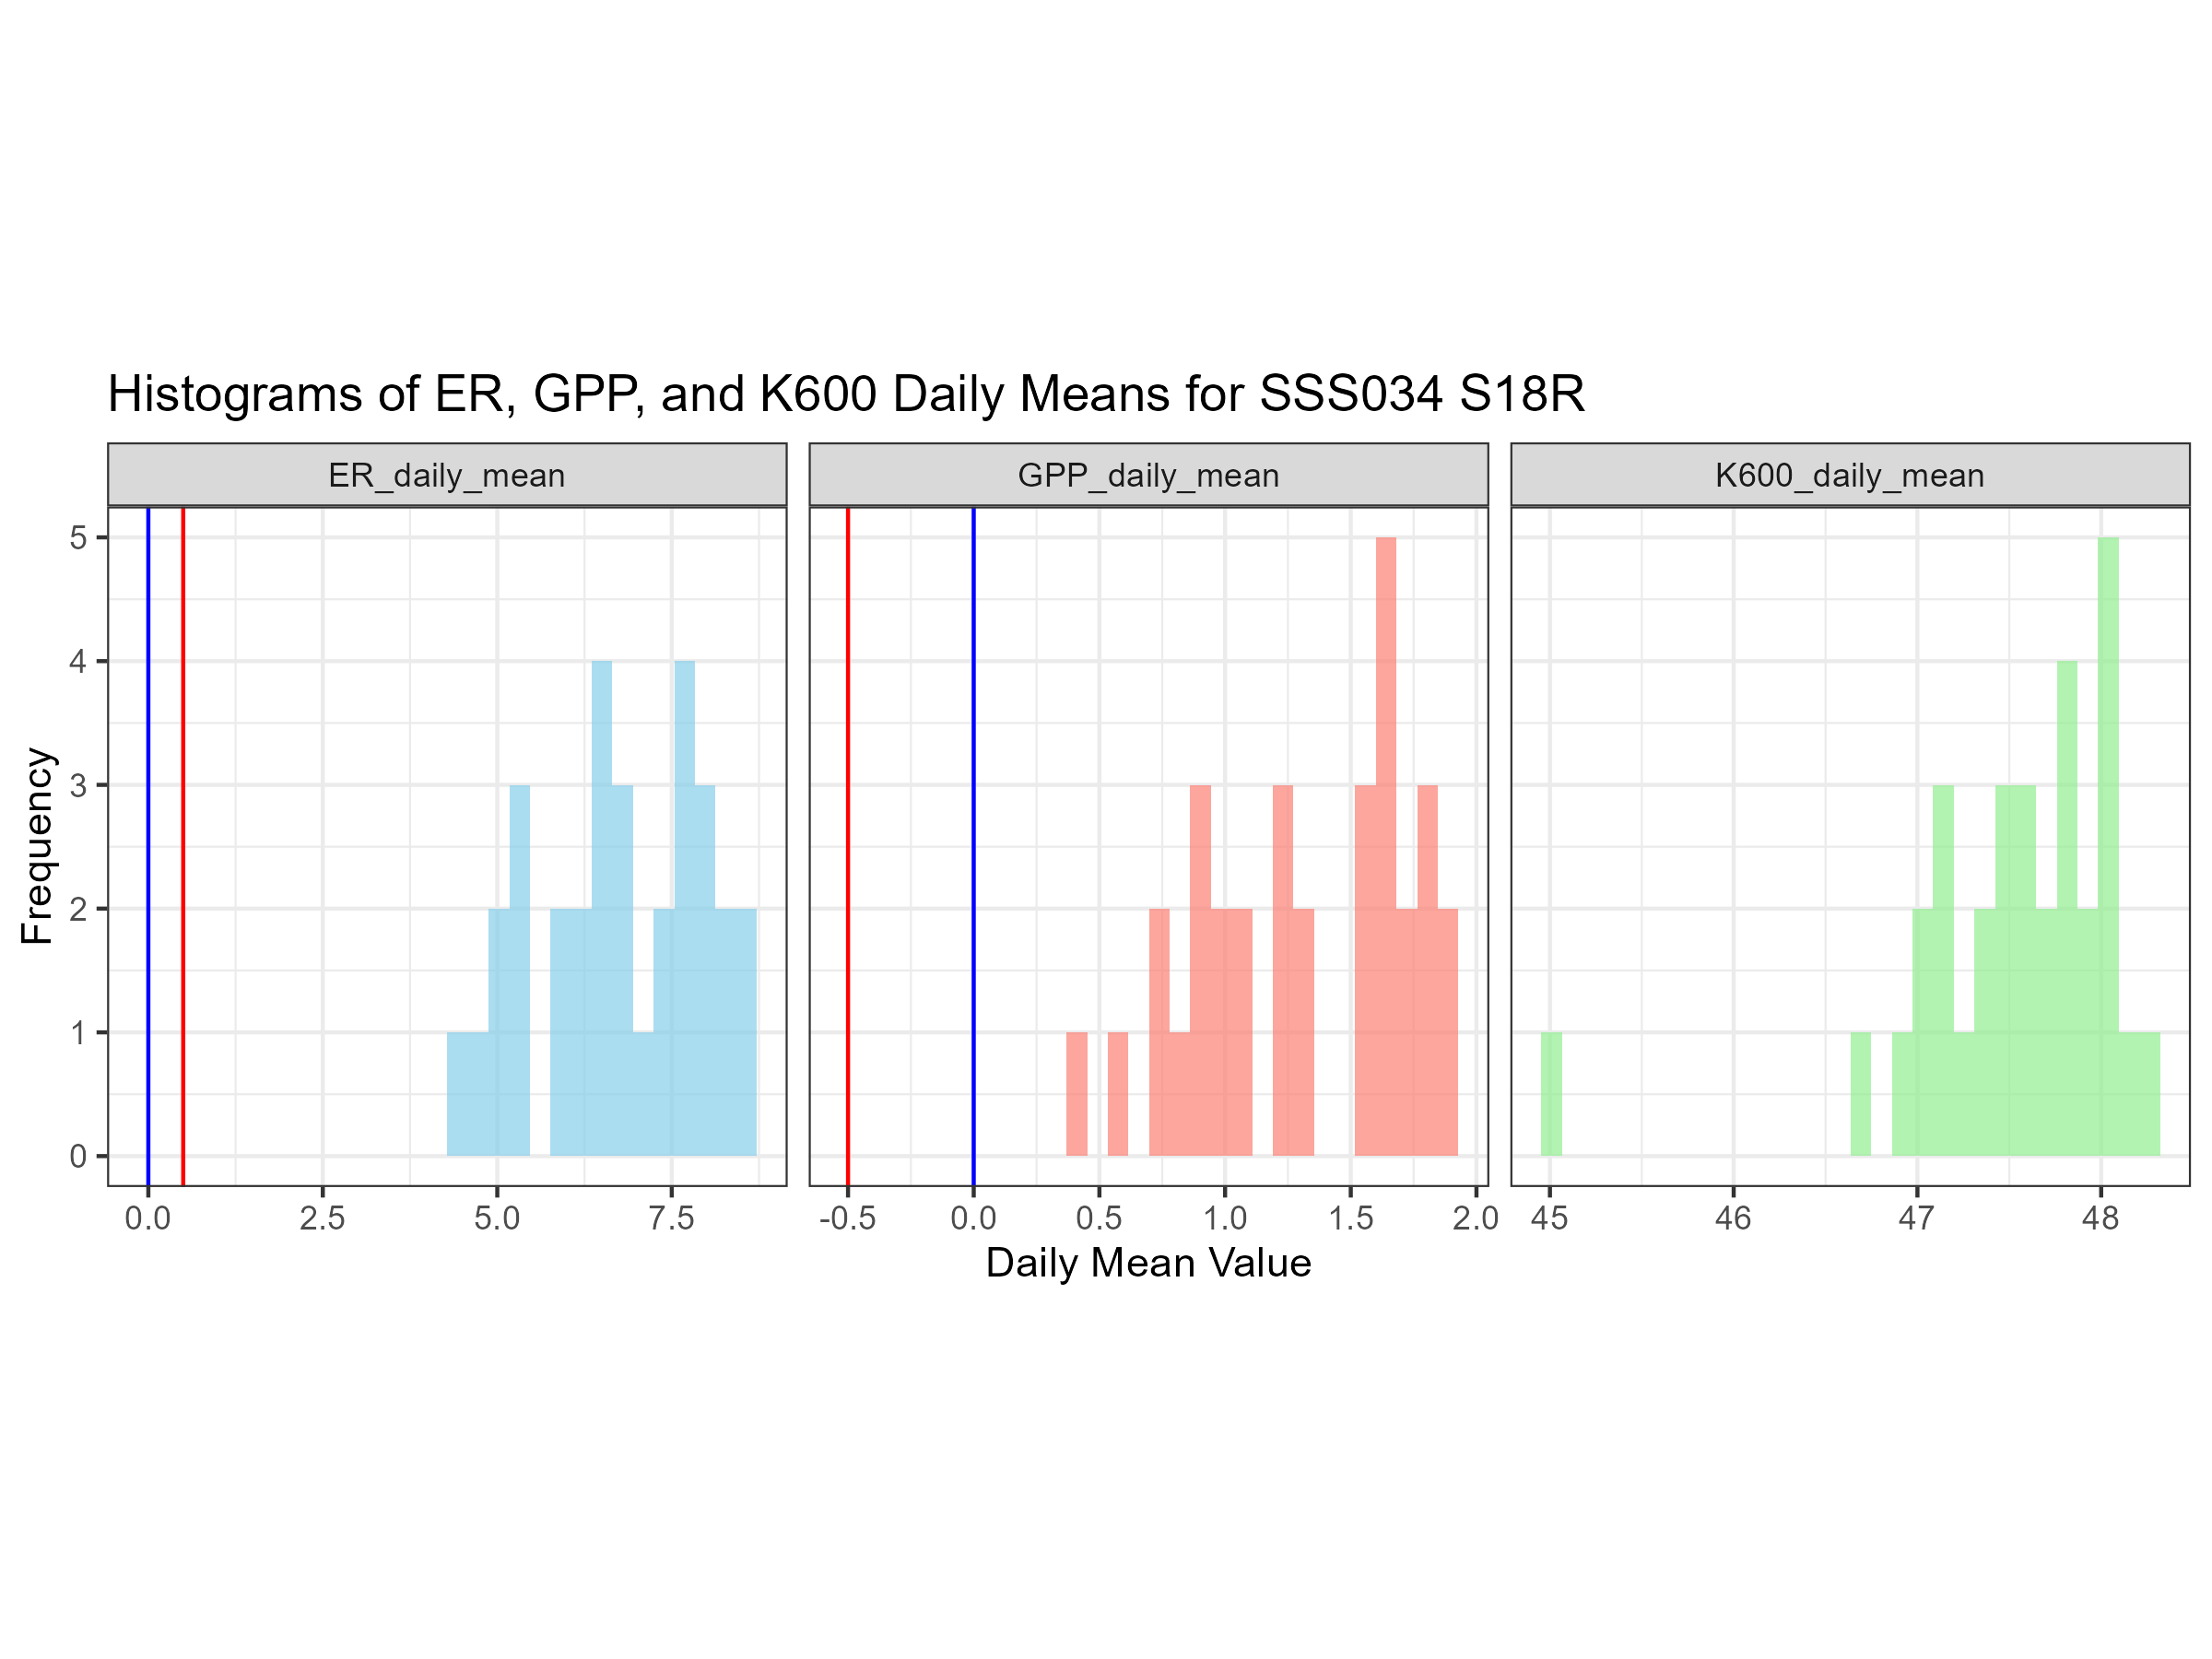 Histograms of ER, GPP, and K600 Daily Means for SSS034 S18R
ER_daily_mean
GPP_daily_mean
K600_daily_mean
5
4
3
2
1
0
Frequency
0.0 2.5 5.0 7.5
-0.5 0.0 0.5 1.0 1.5 2.0
45 46 47 48
Daily Mean Value